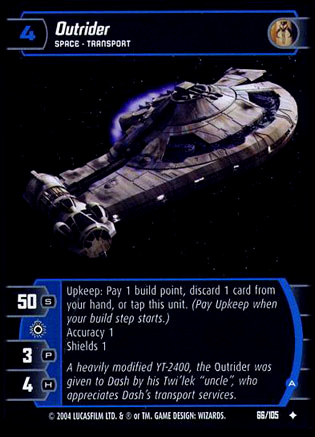 4
Outrider
SPACE - TRANSPORT
50 S
3 P
4 H
Upkeep: Pay 1 build point, discard 1 card from
your hand, or tap this unit. (Pay Upkeep when
your build step starts.)
Accuracy 1
Shields 1
A heavily modified YT-2400, the Outrider was
given to Dash by his Twi'lek "uncle", who
appreciates Dash's transport services.
A
© 2004 LUCASFILM LTD. & ® or TM. GAME DESIGN: WIZARDS.
66/105